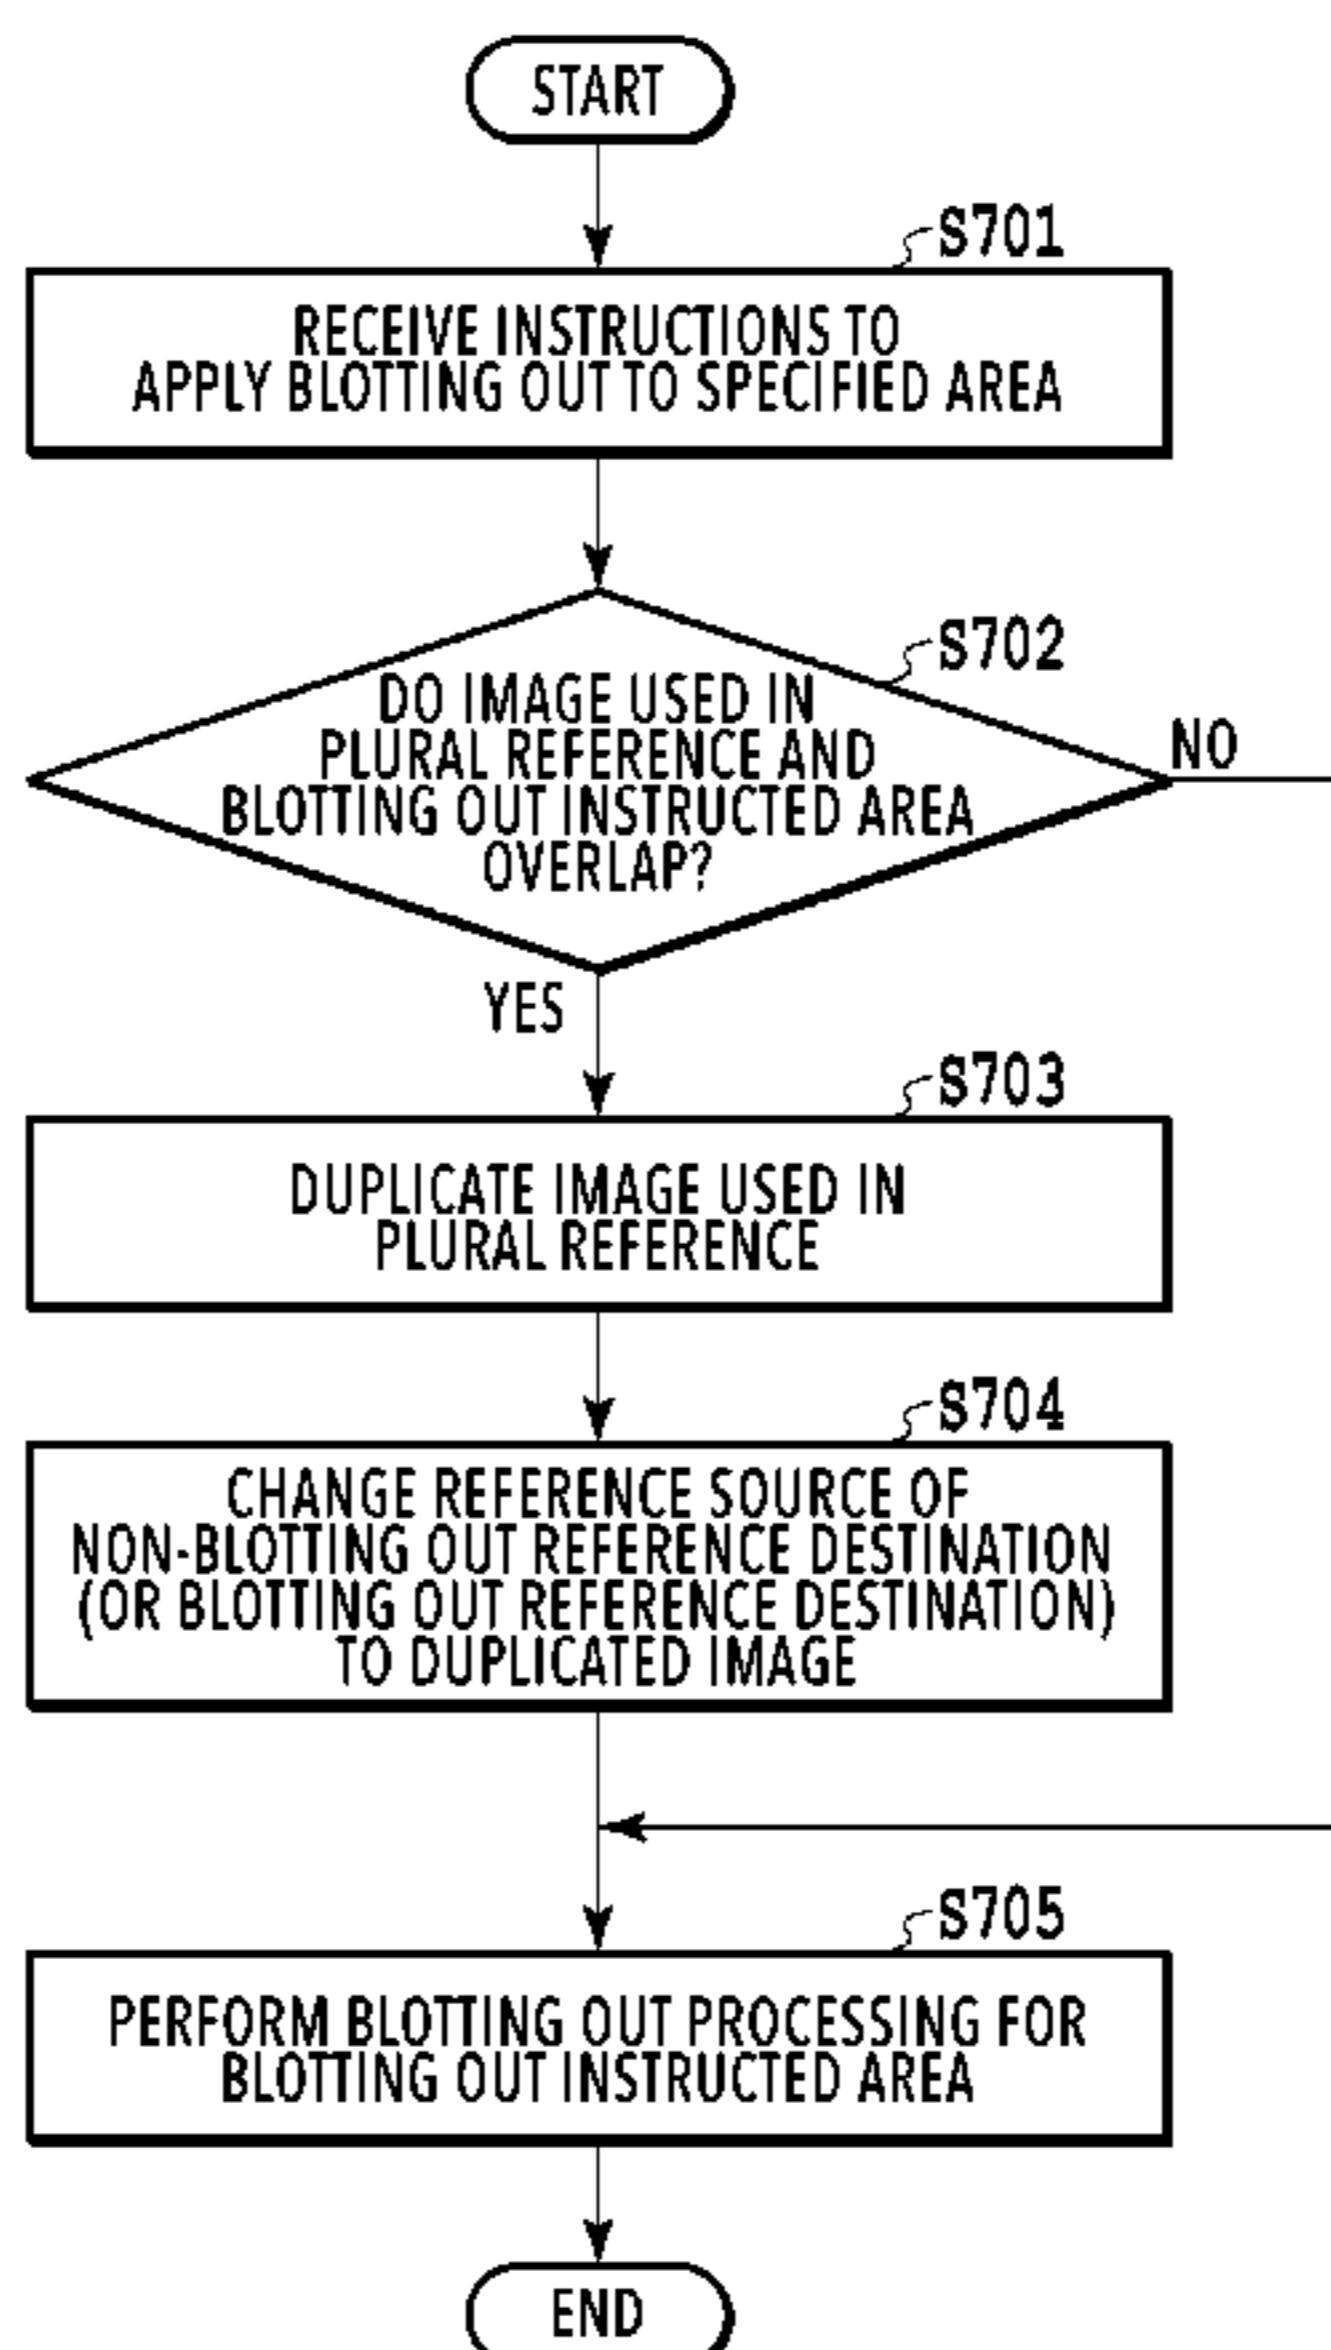 START
S701
RECEIVE INSTRUCTIONS TO
APPLY BLOTTING OUT TO SPECIFIED AREA
S702
DO IMAGE USED IN
PLURAL REFERENCE AND
BLOTTING OUT INSTRUCTED AREA
OVERLAP?
NO
YES
S703
DUPLICATE IMAGE USED IN
PLURAL REFERENCE
S704
CHANGE REFERENCE SOURCE OF
NON-BLOTTING OUT REFERENCE DESTINATION
(OR BLOTTING OUT REFERENCE DESTINATION)
TO DUPLICATED IMAGE
S705
PERFORM BLOTTING OUT PROCESSING FOR
BLOTTING OUT INSTRUCTED AREA
END